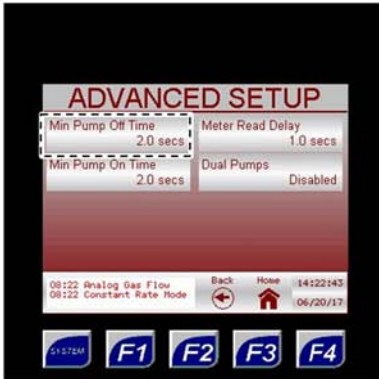 ADVANCED SETUP
Min Pump Off Time
2.0 secs
Meter Read Delay
1.0 secs
Min Pump On Time
2.0 secs
Dual Pumps
Disabled
08:22 Analog Gas Flow
08:22 Constant Rate Mode
Back
Home
14:22:43
06/20/17
SYSTEM
F1
F2
F3
F4